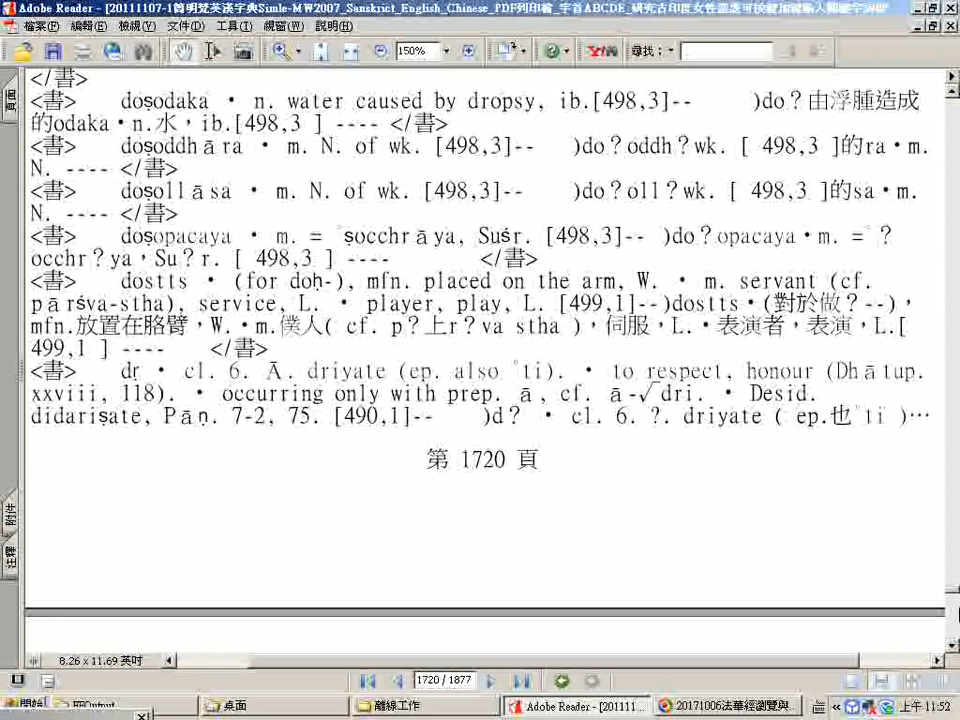 Adobe Reader - [20111107-1簡明梵英漢字典Simle-MW2007_Sanskrict_English_Chinese_PDF列印檔_字首ABCDE_研究古印度女性
檔案(F) 編輯(E) 檢視(V) 文件(D) 工具(T) 視窗(W) 說明(H)
150% 尋找:
頁面
</書>
<書> doṣodaka • n. water caused by dropsy, ib.[498,3]-- )do?由浮腫造成
的odaka•n.水，ib.[498,3 ] ---- </書>
<書> doṣoddhāra • m. N. of wk. [498,3]-- )do?oddh?wk. [ 498,3 ]的ra•m.
N. ---- </書>
<書> doṣollāsa • m. N. of wk. [498,3]-- )do?oll?wk. [ 498,3 ]的sa•m.
N. ---- </書>
<書> doṣopacaya • m. = °ṣocchrāya, Suśr. [498,3]-- )do?opacaya•m. =°?
occhr?ya，Su?r. [ 498,3 ] ---- </書>
<書> dostts • (for doḥ-), mfn. placed on the arm, W. • m. servant (cf.
pārśva-stha), service, L. • player, play, L. [499,1]--)dostts•(對於做?--)，
mfn.放置在胳臂，W.•m.僕人( cf. p?上r?va stha )，伺服，L.•表演者，表演，L.[
499,1 ] ---- </書>
<書> dṛ • cl. 6. Ā. driyate (ep. also °ti). • to respect, honour (Dhātup.
xxviii, 118). • occurring only with prep. ā, cf. ā-√dri. • Desid.
didariṣate, Pāṇ. 7-2, 75. [490,1]-- )d? • cl. 6. ?. driyate ( ep.也°ti )…
第 1720 頁
附件
注釋
8.26 x 11.69 英吋
1720 / 1877
開始 桌面 離線工作 Adobe Reader - [201111... 20171006法華經瀏覽與... 上午 11:52